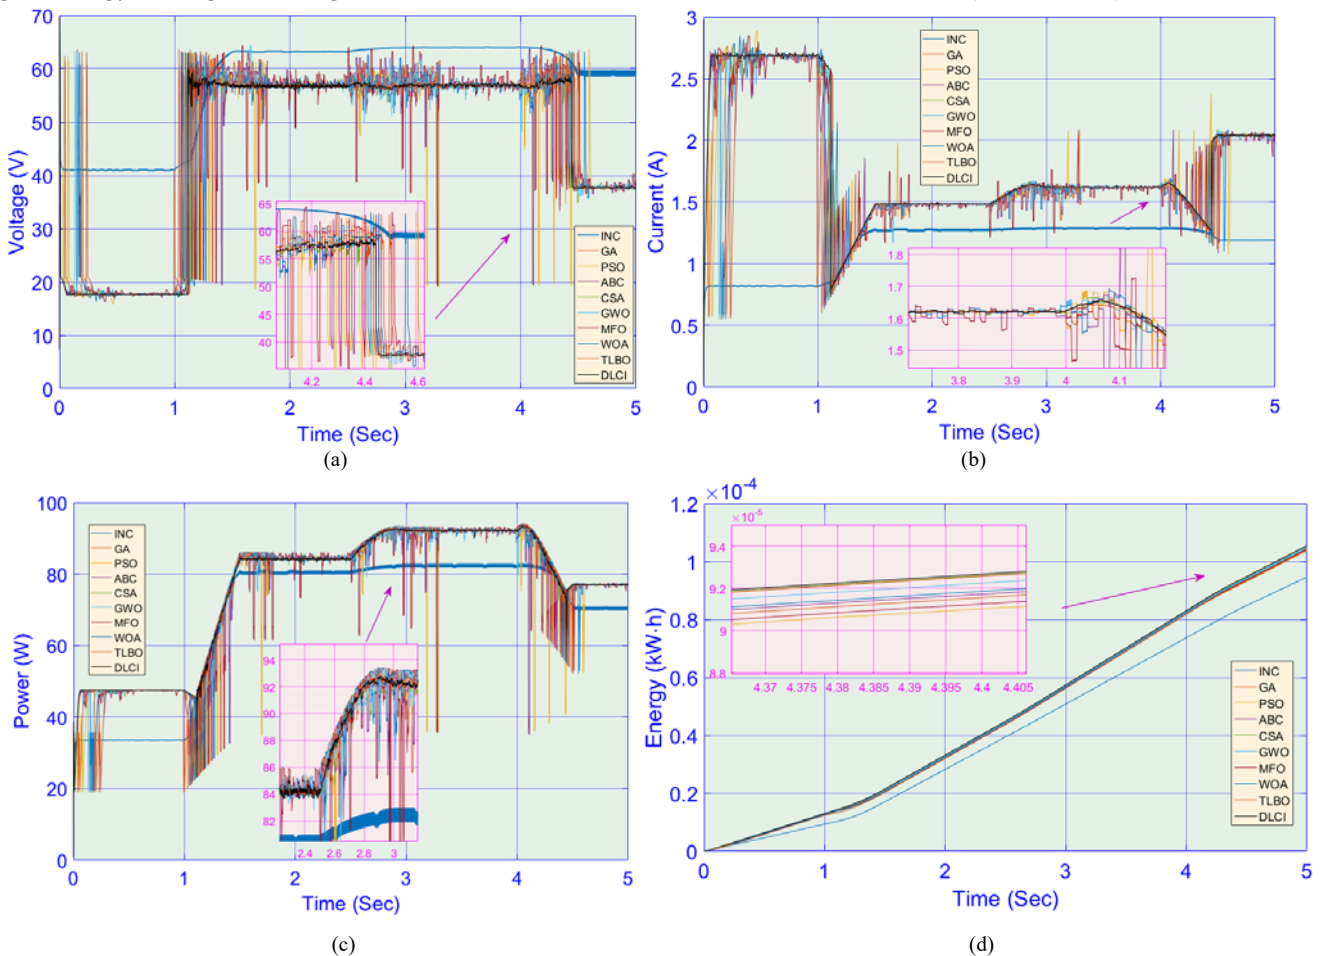 70
60
50
40
30
20
10
0
Voltage (V)
0 1 2 3 4 5
Time (Sec)
(a)
65
60
55
50
45
40
4.2 4.4 4.6
INC
GA
PSO
ABC
CSA
GWO
MFO
WOA
TLBO
DLCI
3
2.5
2
1.5
1
0.5
0
Current (A)
0 1 2 3 4 5
Time (Sec)
(b)
INC
GA
PSO
ABC
CSA
GWO
MFO
WOA
TLBO
DLCI
1.8
1.7
1.6
1.5
3.8 3.9 4 4.1
100
80
60
40
20
0
Power (W)
0 1 2 3 4 5
Time (Sec)
(c)
INC
GA
PSO
ABC
CSA
GWO
MFO
WOA
TLBO
DLCI
94
92
90
88
86
84
82
2.4 2.6 2.8 3
×10-4
1.2
1
0.8
0.6
0.4
0.2
0
Energy (kW·h)
0 1 2 3 4 5
Time (Sec)
(d)
×10-5
9.4
9.2
9
8.8
4.37 4.375 4.38 4.385 4.39 4.395 4.4 4.405
INC
GA
PSO
ABC
CSA
GWO
MFO
WOA
TLBO
DLCI